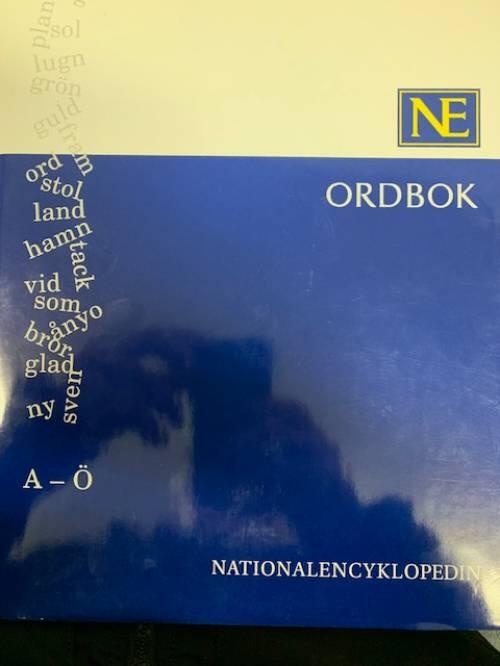 plan
sol
lugn
grön
guld
fram
ord
stol
land
hamn
tack
vid
som
ånyo
bror
glad
sven
ny
A – Ö
NE
ORDBOK
NATIONALENCYKLOPEDIN